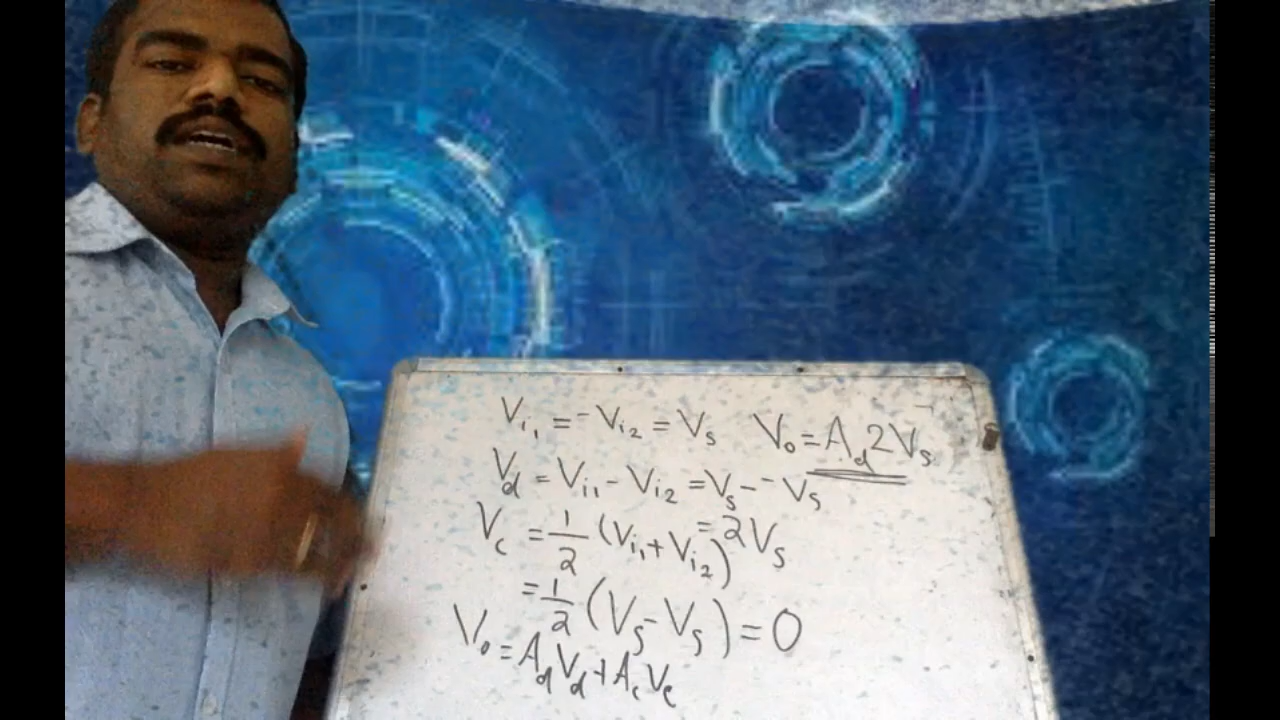 Vi₁ = -Vi₂ = Vs   Vo = Ad 2Vs
Vd = Vi₁ - Vi₂ = Vs - - Vs
= 2Vs
Vc = 1/2 (Vi₁ + Vi₂)
= 1/2 (Vs - Vs) = 0
Vo = AdVd + AcVc